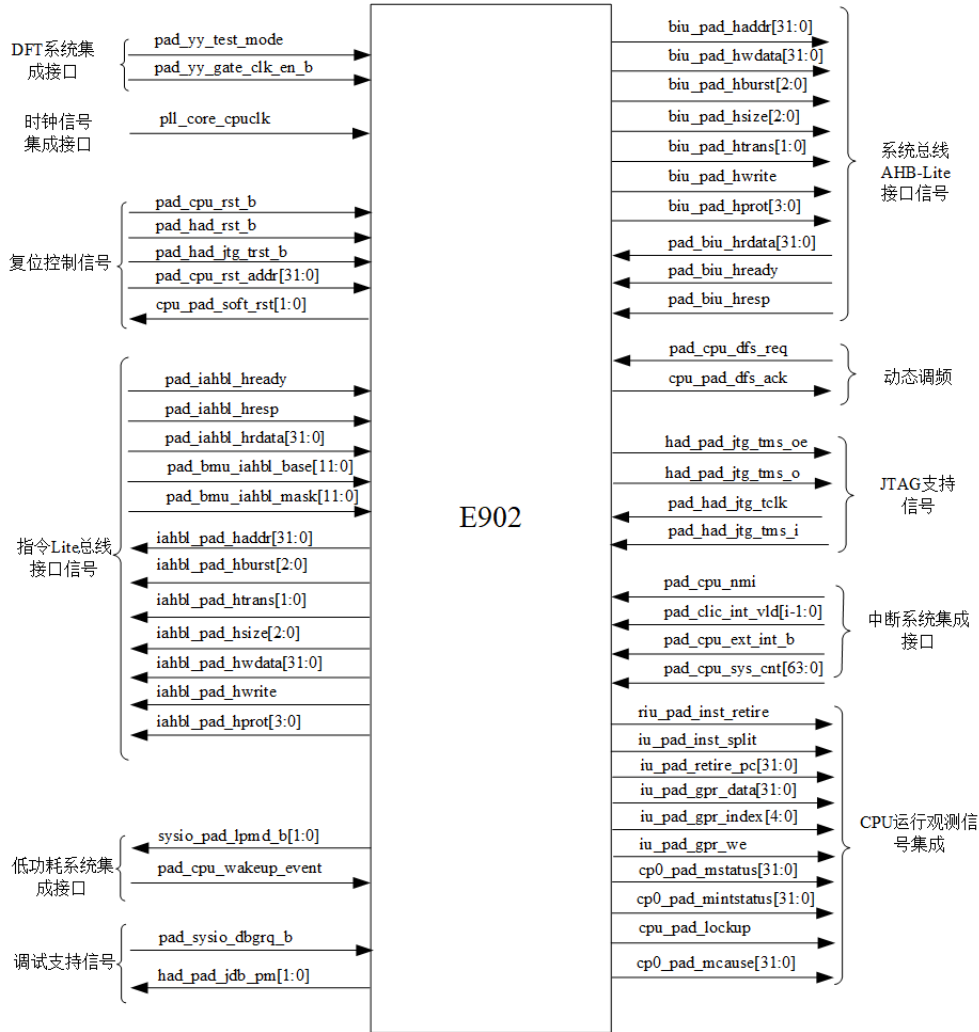 DFT系统集
成接口
pad_yy_test_mode
pad_yy_gate_clk_en_b
时钟信号
集成接口
pll_core_cpuclk
复位控制信号
pad_cpu_rst_b
pad_had_rst_b
pad_had_jtg_trst_b
pad_cpu_rst_addr[31:0]
cpu_pad_soft_rst[1:0]
指令Lite总线
接口信号
pad_iahbl_hready
pad_iahbl_hresp
pad_iahbl_hrdata[31:0]
pad_bmu_iahbl_base[11:0]
pad_bmu_iahbl_mask[11:0]
iahbl_pad_haddr[31:0]
iahbl_pad_hburst[2:0]
iahbl_pad_htrans[1:0]
iahbl_pad_hsize[2:0]
iahbl_pad_hwdata[31:0]
iahbl_pad_hwrite
iahbl_pad_hprot[3:0]
低功耗系统集
成接口
sysio_pad_lpmd_b[1:0]
pad_cpu_wakeup_event
调试支持信号
pad_sysio_dbgrq_b
had_pad_jdb_pm[1:0]
E902
biu_pad_haddr[31:0]
biu_pad_hwdata[31:0]
biu_pad_hburst[2:0]
biu_pad_hsize[2:0]
biu_pad_htrans[1:0]
biu_pad_hwrite
biu_pad_hprot[3:0]
pad_biu_hrdata[31:0]
pad_biu_hready
pad_biu_hresp
系统总线
AHB-Lite
接口信号
pad_cpu_dfs_req
cpu_pad_dfs_ack
动态调频
had_pad_jtg_tms_oe
had_pad_jtg_tms_o
pad_had_jtg_tclk
pad_had_jtg_tms_i
JTAG支持
信号
pad_cpu_nmi
pad_clic_int_vld[i-1:0]
pad_cpu_ext_int_b
pad_cpu_sys_cnt[63:0]
中断系统集成
接口
riu_pad_inst_retire
iu_pad_inst_split
iu_pad_retire_pc[31:0]
iu_pad_gpr_data[31:0]
iu_pad_gpr_index[4:0]
iu_pad_gpr_we
cp0_pad_mstatus[31:0]
cp0_pad_mintstatus[31:0]
cpu_pad_lockup
cp0_pad_mcause[31:0]
CPU运行观测信
号集成